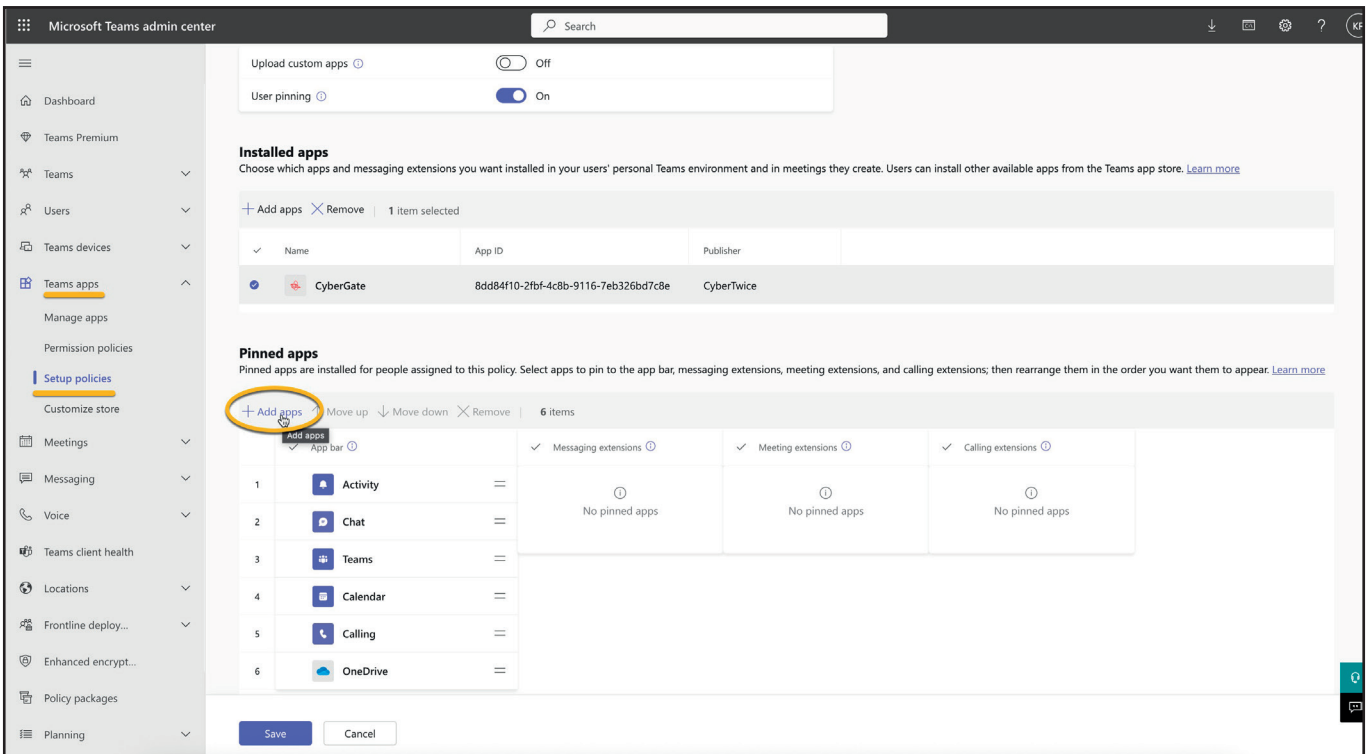 Microsoft Teams admin center
Search
KF
Dashboard
Teams Premium
Teams
Users
Teams devices
Teams apps
Manage apps
Permission policies
Setup policies
Customize store
Meetings
Messaging
Voice
Teams client health
Locations
Frontline deploy...
Enhanced encrypt...
Policy packages
Planning
Upload custom apps Off
User pinning On
Installed apps
Choose which apps and messaging extensions you want installed in your users' personal Teams environment and in meetings they create. Users can install other available apps from the Teams app store. Learn more
Add apps Remove 1 item selected
Name App ID Publisher
CyberGate 8dd84f10-2fbf-4c8b-9116-7eb326bd7c8e CyberTwice
Pinned apps
Pinned apps are installed for people assigned to this policy. Select apps to pin to the app bar, messaging extensions, meeting extensions, and calling extensions; then rearrange them in the order you want them to appear. Learn more
Add apps Move up Move down Remove 6 items
Add apps
App bar Messaging extensions Meeting extensions Calling extensions
1 Activity
2 Chat
3 Teams
4 Calendar
5 Calling
6 OneDrive
No pinned apps No pinned apps No pinned apps
Save Cancel